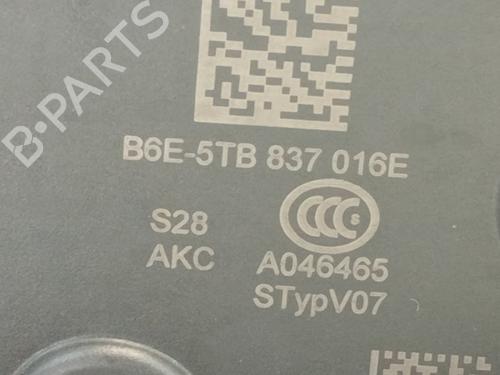 B-PARTS
B6E-5TB 837 016E
S28
CCC S
AKC
A046465
STypV07